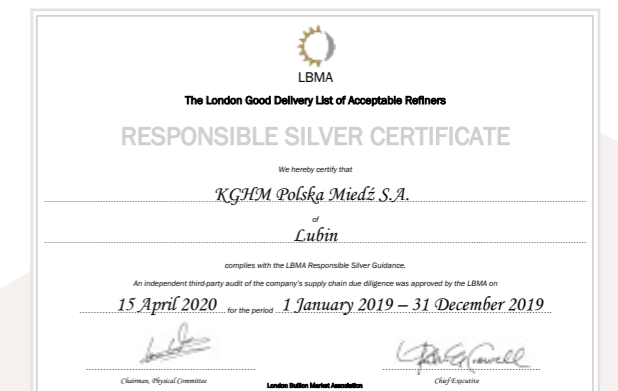 LBMA
The London Good Delivery List of Acceptable Refiners
RESPONSIBLE SILVER CERTIFICATE
We hereby certify that
KGHM Polska Miedź S.A.
of
Lubin
complies with the LBMA Responsible Silver Guidance.
An independent third-party audit of the company's supply chain due diligence was approved by the LBMA on
15 April 2020 for the period 1 January 2019 – 31 December 2019
Chairman, Physical Committee
London Bullion Market Association
Chief Executive